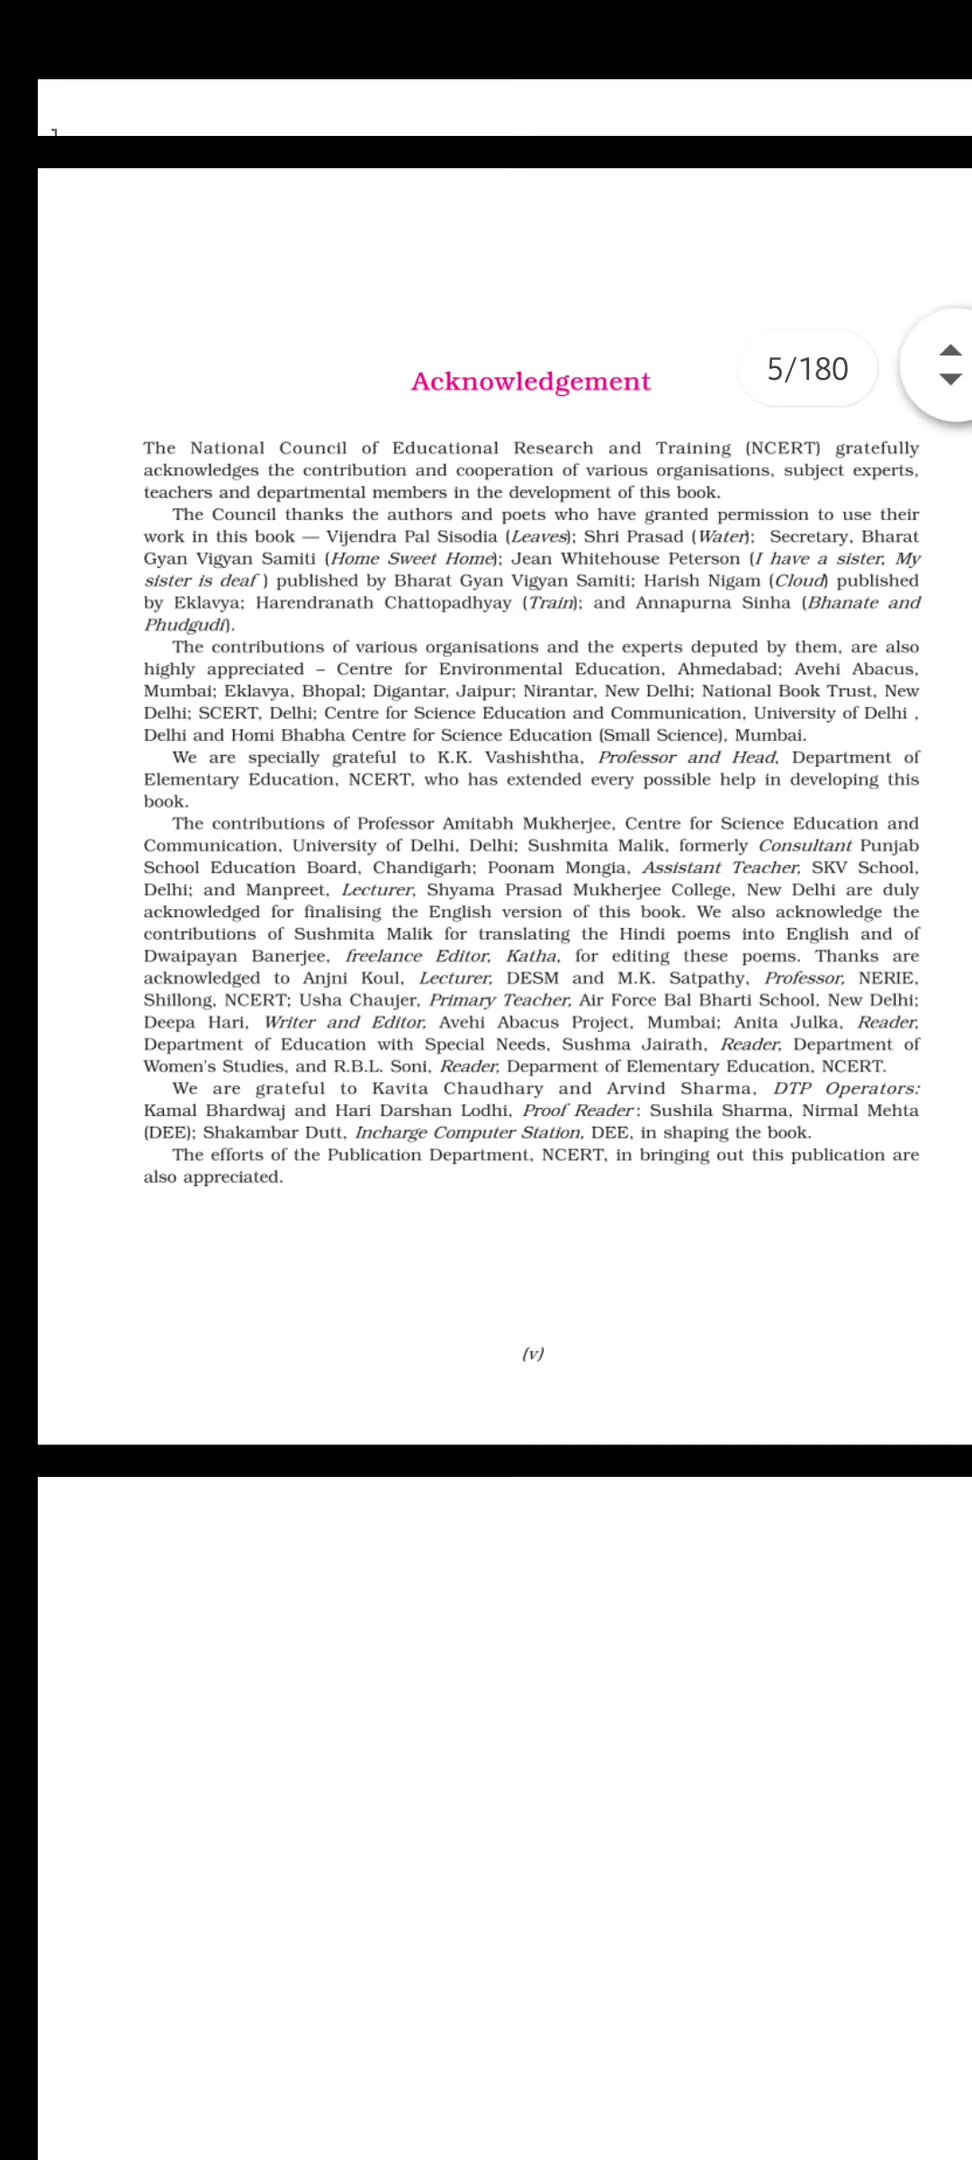 5/180
Acknowledgement
The National Council of Educational Research and Training (NCERT) gratefully
acknowledges the contribution and cooperation of various organisations, subject experts,
teachers and departmental members in the development of this book.
The Council thanks the authors and poets who have granted permission to use their
work in this book — Vijendra Pal Sisodia (Leaves); Shri Prasad (Water); Secretary, Bharat
Gyan Vigyan Samiti (Home Sweet Home); Jean Whitehouse Peterson (I have a sister, My
sister is deaf ) published by Bharat Gyan Vigyan Samiti; Harish Nigam (Cloud) published
by Eklavya; Harendranath Chattopadhyay (Train); and Annapurna Sinha (Bhanate and
Phudgudi).
The contributions of various organisations and the experts deputed by them, are also
highly appreciated – Centre for Environmental Education, Ahmedabad; Avehi Abacus,
Mumbai; Eklavya, Bhopal; Digantar, Jaipur; Nirantar, New Delhi; National Book Trust, New
Delhi; SCERT, Delhi; Centre for Science Education and Communication, University of Delhi ,
Delhi and Homi Bhabha Centre for Science Education (Small Science), Mumbai.
We are specially grateful to K.K. Vashishtha, Professor and Head, Department of
Elementary Education, NCERT, who has extended every possible help in developing this
book.
The contributions of Professor Amitabh Mukherjee, Centre for Science Education and
Communication, University of Delhi, Delhi; Sushmita Malik, formerly Consultant Punjab
School Education Board, Chandigarh; Poonam Mongia, Assistant Teacher, SKV School,
Delhi; and Manpreet, Lecturer, Shyama Prasad Mukherjee College, New Delhi are duly
acknowledged for finalising the English version of this book. We also acknowledge the
contributions of Sushmita Malik for translating the Hindi poems into English and of
Dwaipayan Banerjee, freelance Editor, Katha, for editing these poems. Thanks are
acknowledged to Anjni Koul, Lecturer, DESM and M.K. Satpathy, Professor, NERIE,
Shillong, NCERT; Usha Chaujer, Primary Teacher, Air Force Bal Bharti School, New Delhi;
Deepa Hari, Writer and Editor, Avehi Abacus Project, Mumbai; Anita Julka, Reader,
Department of Education with Special Needs, Sushma Jairath, Reader, Department of
Women's Studies, and R.B.L. Soni, Reader, Deparment of Elementary Education, NCERT.
We are grateful to Kavita Chaudhary and Arvind Sharma, DTP Operators:
Kamal Bhardwaj and Hari Darshan Lodhi, Proof Reader: Sushila Sharma, Nirmal Mehta
(DEE); Shakambar Dutt, Incharge Computer Station, DEE, in shaping the book.
The efforts of the Publication Department, NCERT, in bringing out this publication are
also appreciated.
(v)